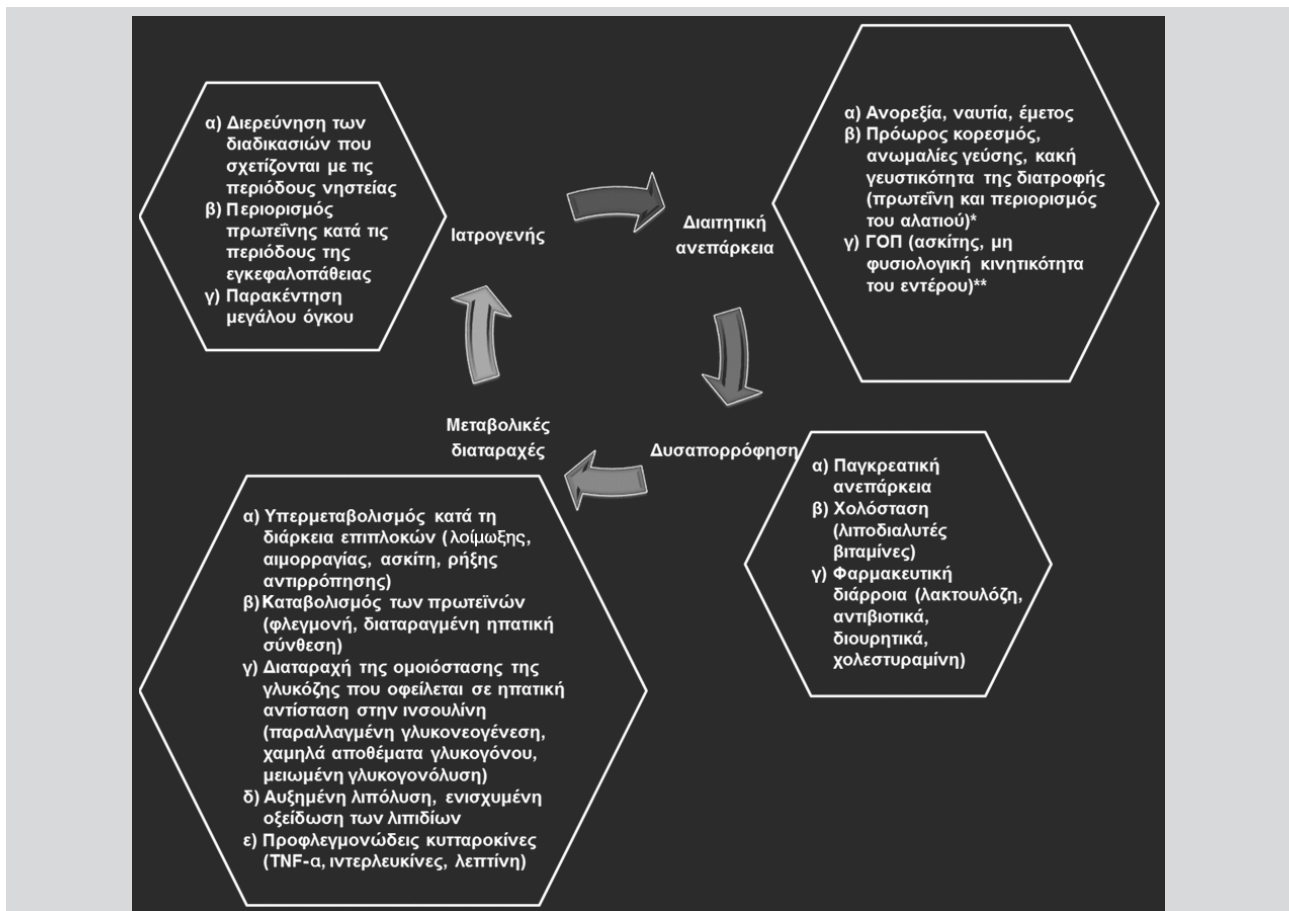 α) Διερεύνηση των
διαδικασιών που
σχετίζονται με τις
περιόδους νηστείας
β) Περιορισμός
πρωτεΐνης κατά τις
περιόδους της
εγκεφαλοπάθειας
γ) Παρακέντηση
μεγάλου όγκου
Ιατρογενής
Διαιτητική
ανεπάρκεια
α) Ανορεξία, ναυτία, έμετος
β) Πρόωρος κορεσμός,
ανωμαλίες γεύσης, κακή
γευστικότητα της διατροφής
(πρωτεΐνη και περιορισμός
του αλατιού)*
γ) ΓΟΠ (ασκίτης, μη
φυσιολογική κινητικότητα
του εντέρου)**
Μεταβολικές
διαταραχές
Δυσαπορρόφηση
α) Παγκρεατική
ανεπάρκεια
β) Χολόσταση
(λιποδιαλυτές
βιταμίνες)
γ) Φαρμακευτική
διάρροια (λακτουλόζη,
αντιβιοτικά,
διουρητικά,
χολεστυραμίνη)
α) Υπερμεταβολισμός κατά τη
διάρκεια επιπλοκών (λοίμωξης,
αιμορραγίας, ασκίτη, ρήξης
αντιρρόπησης)
β) Καταβολισμός των πρωτεϊνών
(φλεγμονή, διαταραγμένη ηπατική
σύνθεση)
γ) Διαταραχή της ομοιόστασης της
γλυκόζης που οφείλεται σε ηπατική
αντίσταση στην ινσουλίνη
(παραλλαγμένη γλυκονεογένεση,
χαμηλά αποθέματα γλυκογόνου,
μειωμένη γλυκογονόλυση)
δ) Αυξημένη λιπόλυση, ενισχυμένη
οξείδωση των λιπιδίων
ε) Προφλεγμονώδεις κυτταροκίνες
(TNF-α, ιντερλευκίνες, λεπτίνη)